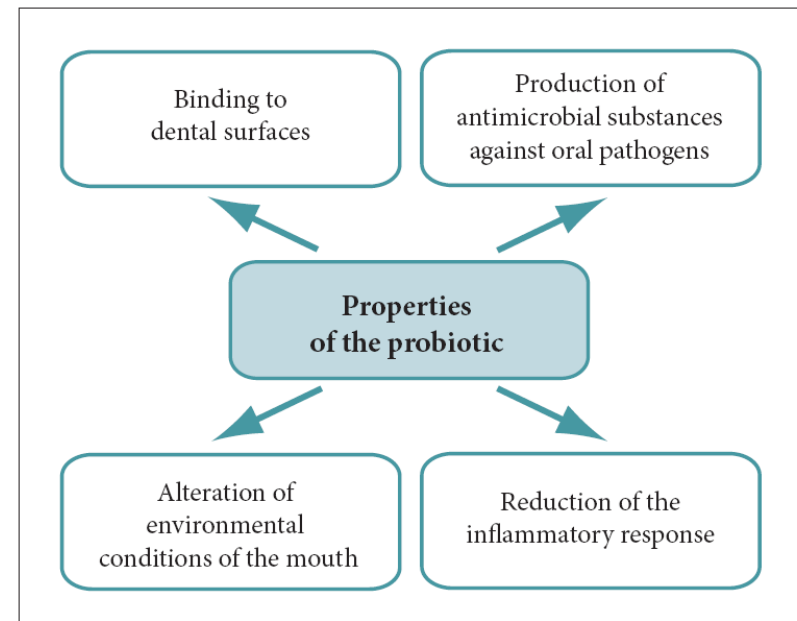 Binding to
dental surfaces
Production of
antimicrobial substances
against oral pathogens
Properties
of the probiotic
Alteration of
environmental
conditions of the mouth
Reduction of the
inflammatory response